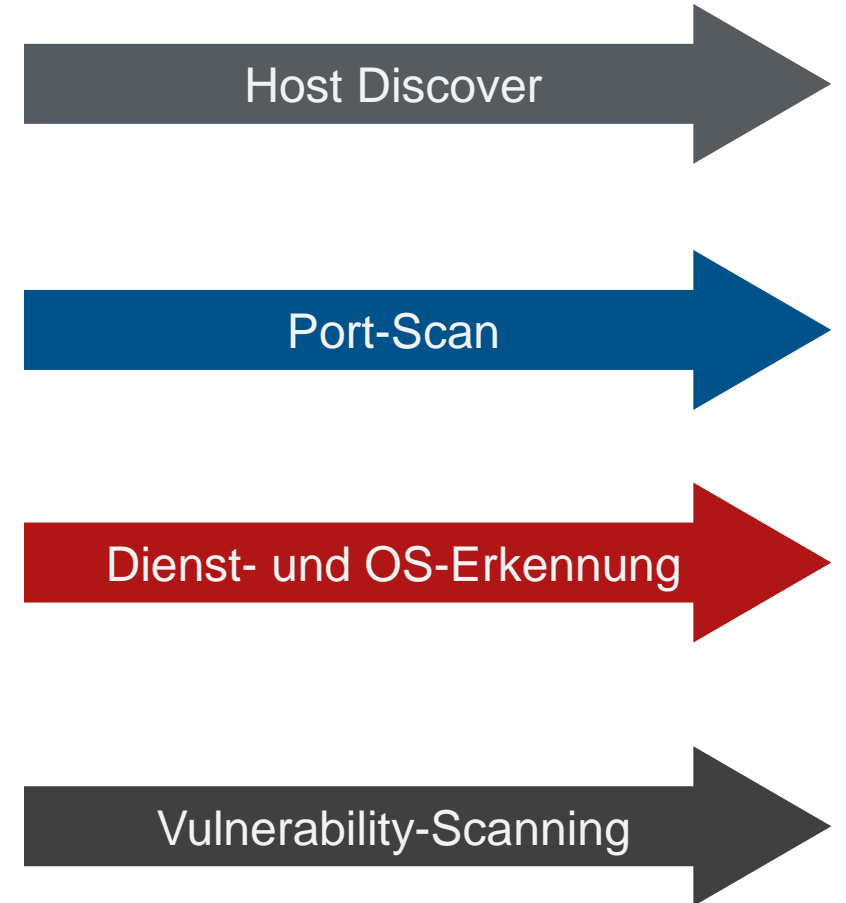 Host Discover
Port-Scan
Dienst- und OS-Erkennung
Vulnerability-Scanning